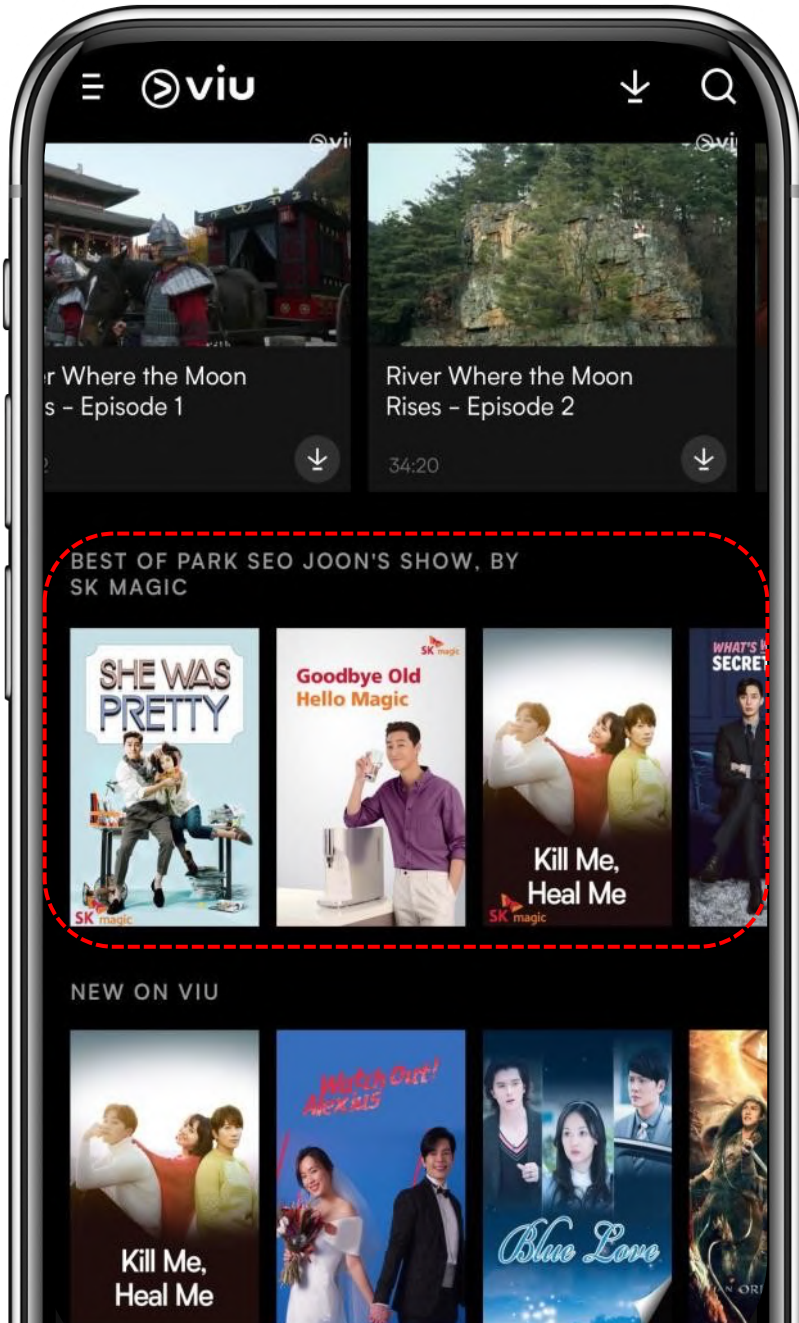 viu
r Where the Moon
s – Episode 1
River Where the Moon
Rises – Episode 2
34:20
BEST OF PARK SEO JOON'S SHOW, BY
SK MAGIC
SHE WAS
PRETTY
SK magic
SK magic
Goodbye Old
Hello Magic
Kill Me,
Heal Me
SK magic
WHAT'S
SECRET
NEW ON VIU
Kill Me,
Heal Me
Watch Out!
Alexius
Blue Love